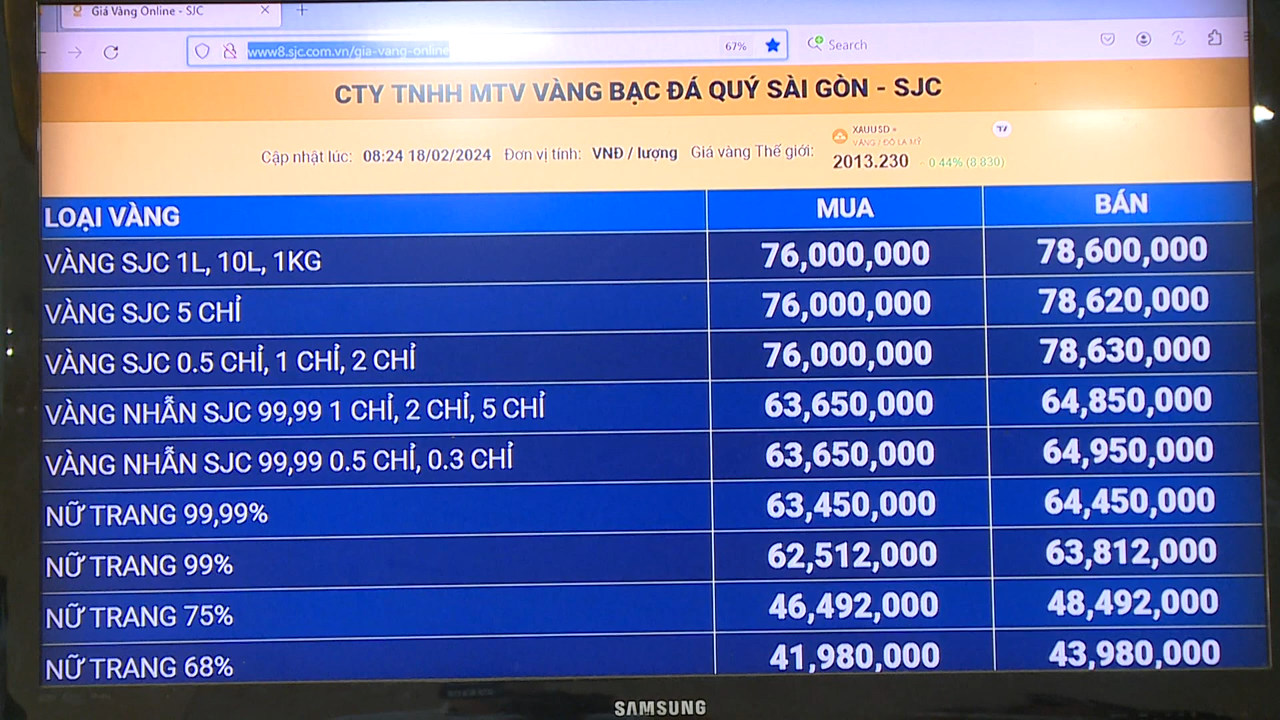 Giá Vàng Online - SJC
www8.sjc.com.vn/gia-vang-online 67% Search
CTY TNHH MTV VÀNG BẠC ĐÁ QUÝ SÀI GÒN - SJC
Cập nhật lúc: 08:24 18/02/2024 Đơn vị tính: VNĐ / lượng Giá vàng Thế giới:
XAUUSD
VÀNG / ĐÔ LA MỸ
2013.230 0.44% (8.830)
LOẠI VÀNG MUA BÁN
VÀNG SJC 1L, 10L, 1KG 76,000,000 78,600,000
VÀNG SJC 5 CHỈ 76,000,000 78,620,000
VÀNG SJC 0.5 CHỈ, 1 CHỈ, 2 CHỈ 76,000,000 78,630,000
VÀNG NHẪN SJC 99,99 1 CHỈ, 2 CHỈ, 5 CHỈ 63,650,000 64,850,000
VÀNG NHẪN SJC 99,99 0.5 CHỈ, 0.3 CHỈ 63,650,000 64,950,000
NỮ TRANG 99,99% 63,450,000 64,450,000
NỮ TRANG 99% 62,512,000 63,812,000
NỮ TRANG 75% 46,492,000 48,492,000
NỮ TRANG 68% 41,980,000 43,980,000
SAMSUNG